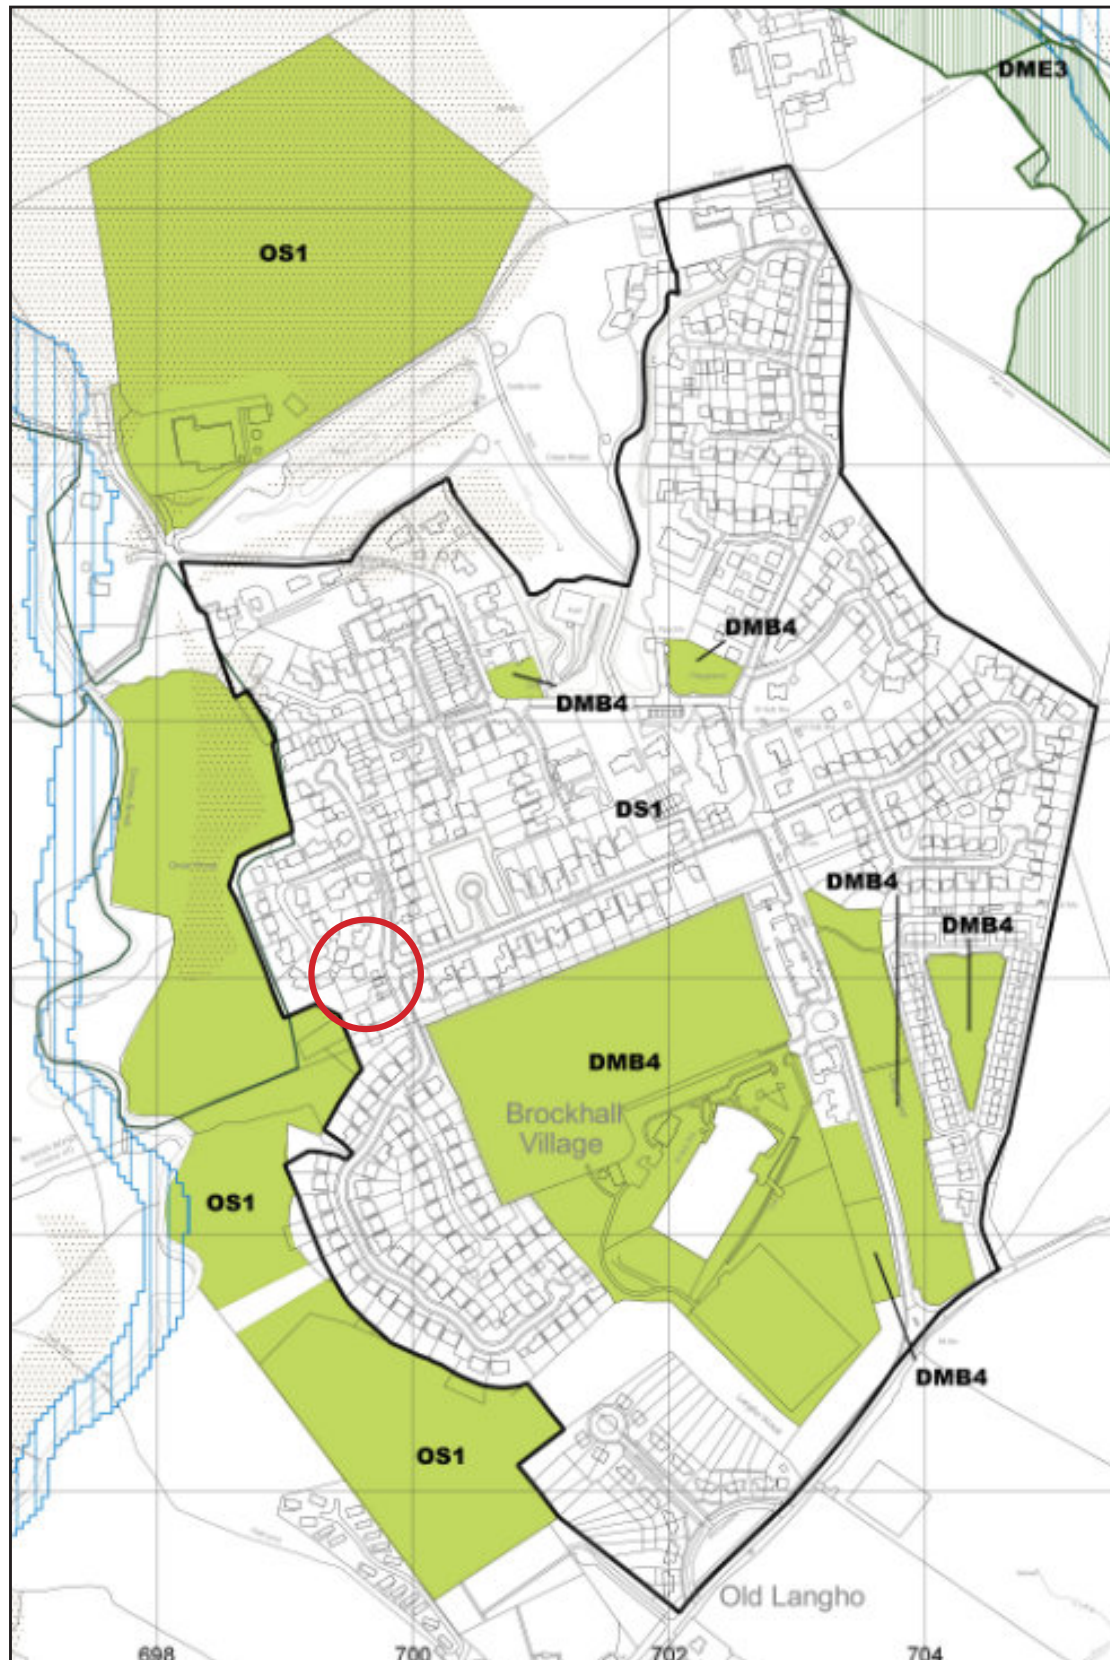 DME3
OS1
DMB4
DMB4
DS1
DMB4
DMB4
DMB4
Brockhall
Village
OS1
DMB4
OS1
Old Langho
698 700 702 704